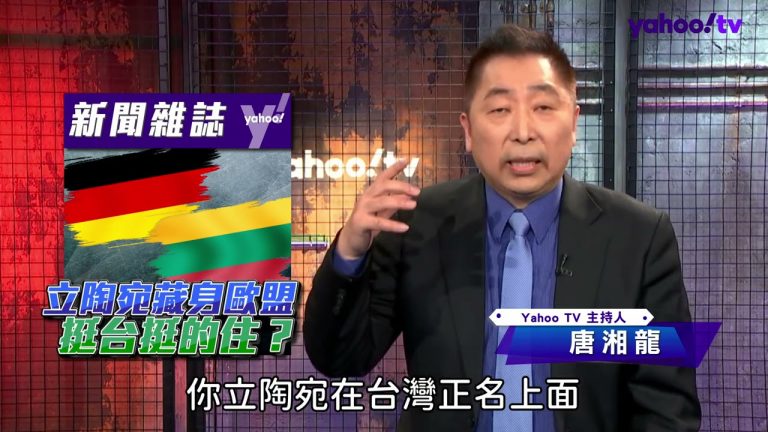 yahoo!tv
新聞雜誌
yahoo!
ahoo!tv
立陶宛藏身歐盟
挺台挺的住？
Yahoo TV 主持人
唐湘龍
你立陶宛在台灣正名上面